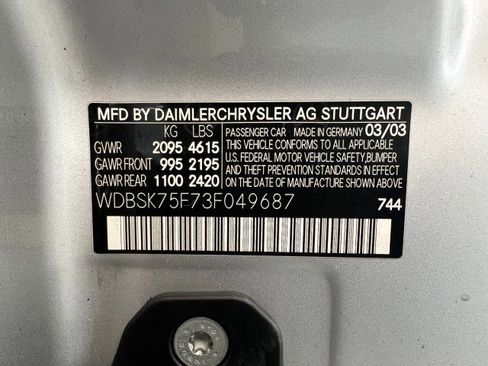 MFD BY DAIMLERCHRYSLER AG STUTTGART
KG LBS
GVWR 2095 4615
GAWR FRONT 995 2195
GAWR REAR 1100 2420
PASSENGER CAR MADE IN GERMANY 03/03
THIS VEHICLE CONFORMS TO ALL APPLICABLE
U.S. FEDERAL MOTOR VEHICLE SAFETY, BUMPER
AND THEFT PREVENTION STANDARDS IN EFFECT
ON THE DATE OF MANUFACTURE SHOWN ABOVE
WDBSK75F73F049687
744